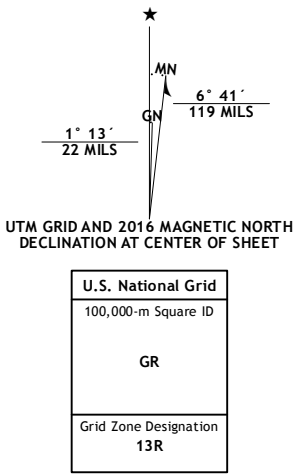 ★
MN
GN
6° 41´
119 MILS
1° 13´
22 MILS
UTM GRID AND 2016 MAGNETIC NORTH
DECLINATION AT CENTER OF SHEET
U.S. National Grid
100,000-m Square ID
GR
Grid Zone Designation
13R